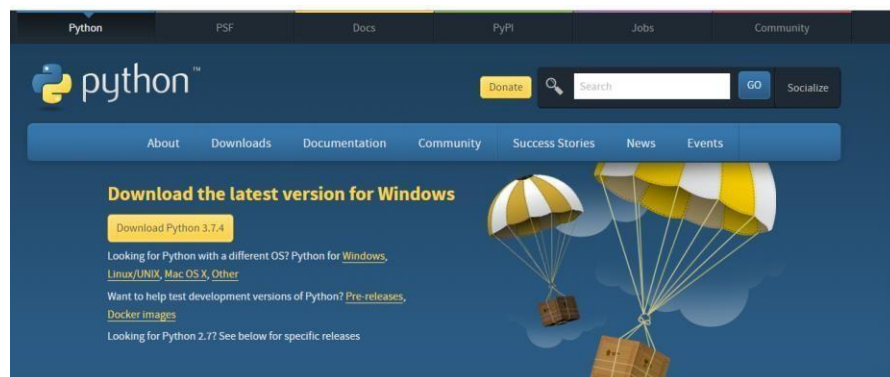 Python PSF Docs PyPI Jobs Community
python™
Donate Search GO Socialize
About Downloads Documentation Community Success Stories News Events
Download the latest version for Windows
Download Python 3.7.4
Looking for Python with a different OS? Python for Windows,
Linux/UNIX, Mac OS X, Other
Want to help test development versions of Python? Pre-releases,
Docker images
Looking for Python 2.7? See below for specific releases